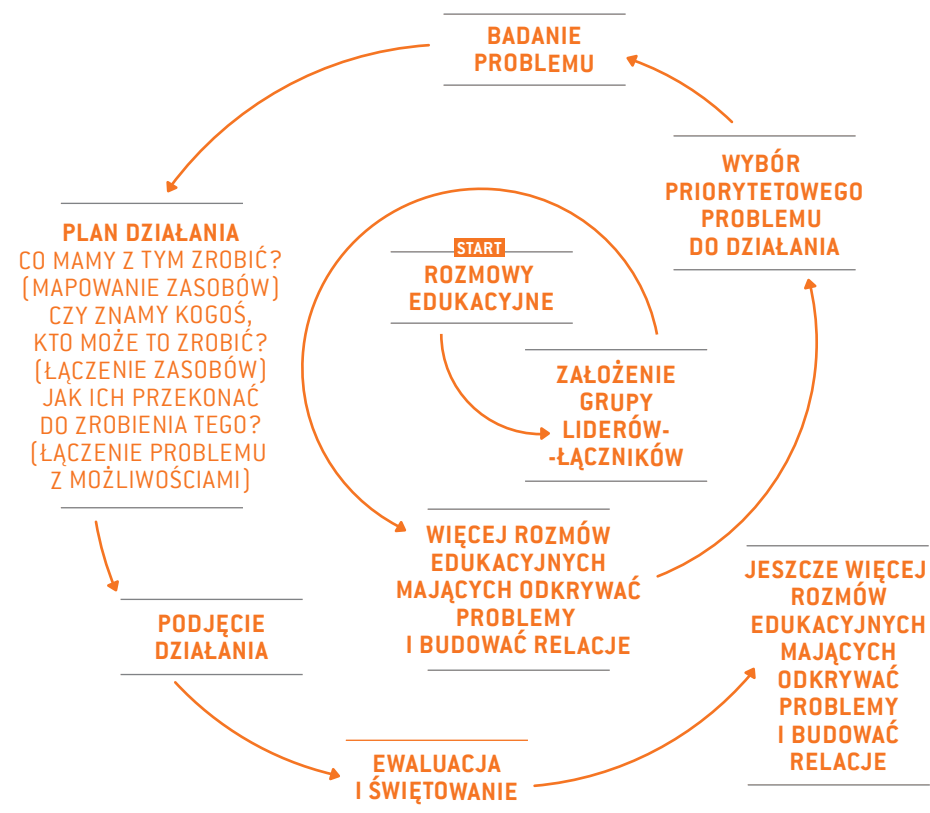 START
ROZMOWY
EDUKACYJNE
ZAŁOŻENIE
GRUPY
LIDERÓW-
-ŁĄCZNIKÓW
WIĘCEJ ROZMÓW
EDUKACYJNYCH
MAJĄCYCH ODKRYWAĆ
PROBLEMY
I BUDOWAĆ RELACJE
WYBÓR
PRIORYTETOWEGO
PROBLEMU
DO DZIAŁANIA
BADANIE
PROBLEMU
PLAN DZIAŁANIA
CO MAMY Z TYM ZROBIĆ?
(MAPOWANIE ZASOBÓW)
CZY ZNAMY KOGOŚ,
KTO MOŻE TO ZROBIĆ?
(ŁĄCZENIE ZASOBÓW)
JAK ICH PRZEKONAĆ
DO ZROBIENIA TEGO?
(ŁĄCZENIE PROBLEMU
Z MOŻLIWOŚCIAMI)
PODJĘCIE
DZIAŁANIA
EWALUACJA
I ŚWIĘTOWANIE
JESZCZE WIĘCEJ
ROZMÓW
EDUKACYJNYCH
MAJĄCYCH
ODKRYWAĆ
PROBLEMY
I BUDOWAĆ
RELACJE